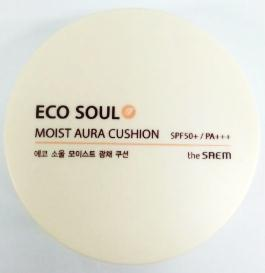 ECO SOUL
MOIST AURA CUSHION SPF50+ / PA+++
에코 소울 모이스트 광채 쿠션 the SAEM